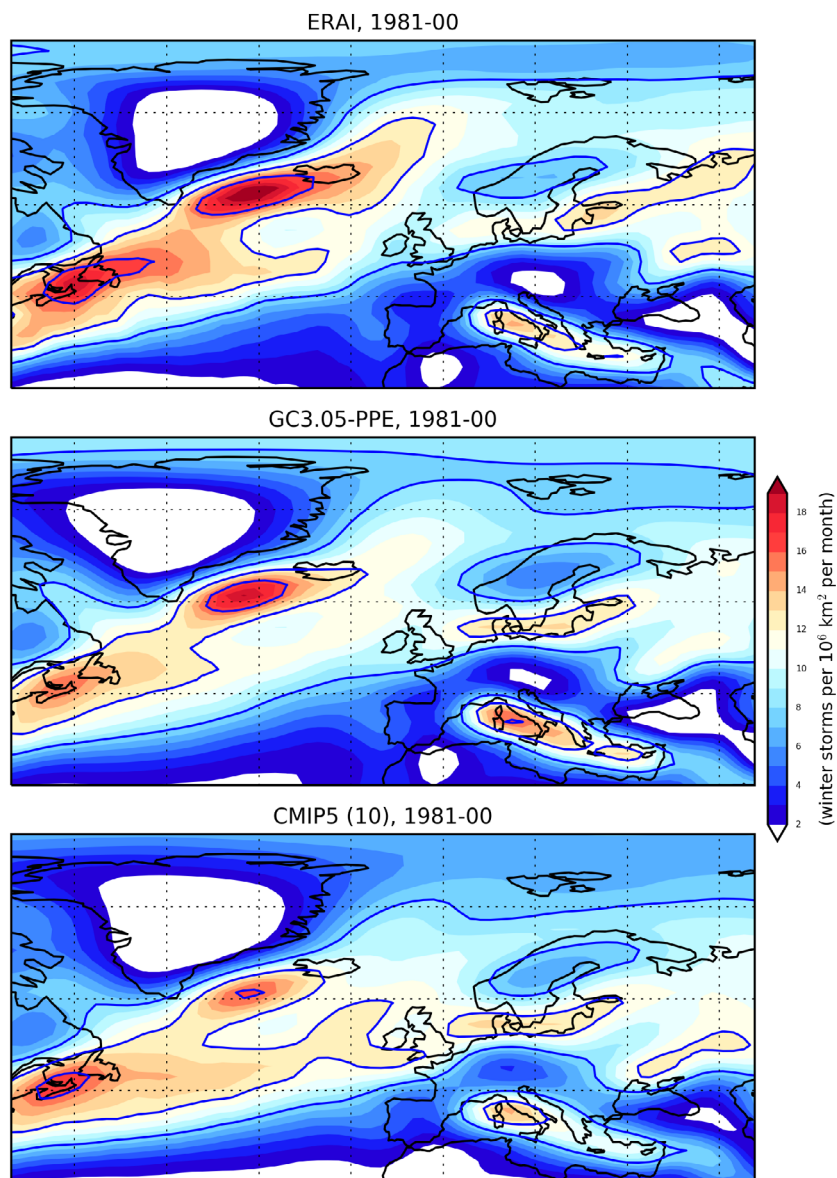 ERAI, 1981-00
GC3.05-PPE, 1981-00
18
16
14
12
10
8
6
4
2
(winter storms per 10⁶ km² per month)
CMIP5 (10), 1981-00